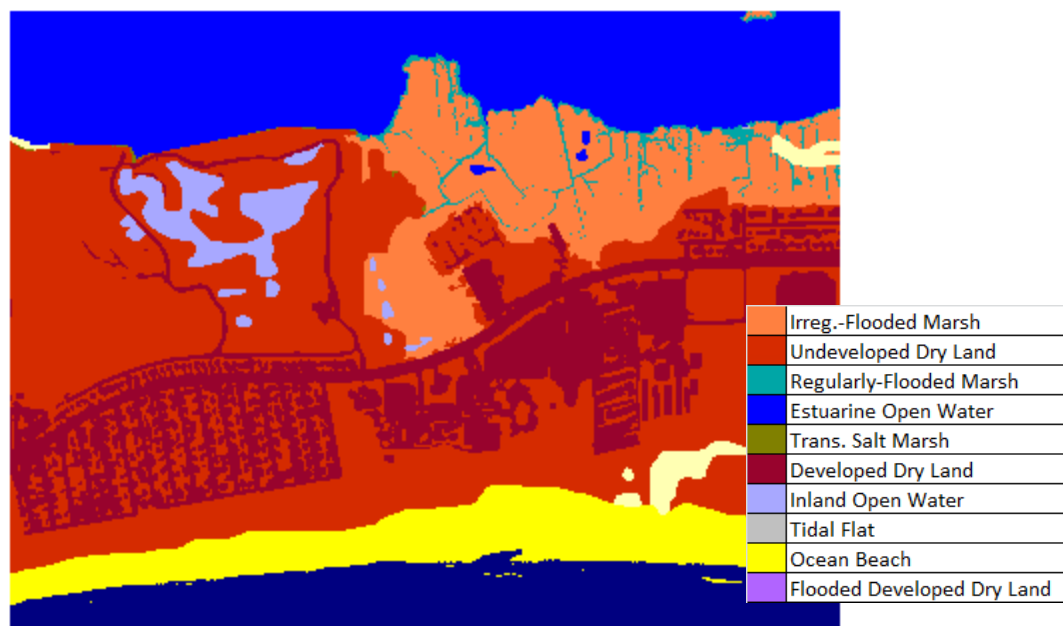 Irreg.-Flooded Marsh
Undeveloped Dry Land
Regularly-Flooded Marsh
Estuarine Open Water
Trans. Salt Marsh
Developed Dry Land
Inland Open Water
Tidal Flat
Ocean Beach
Flooded Developed Dry Land